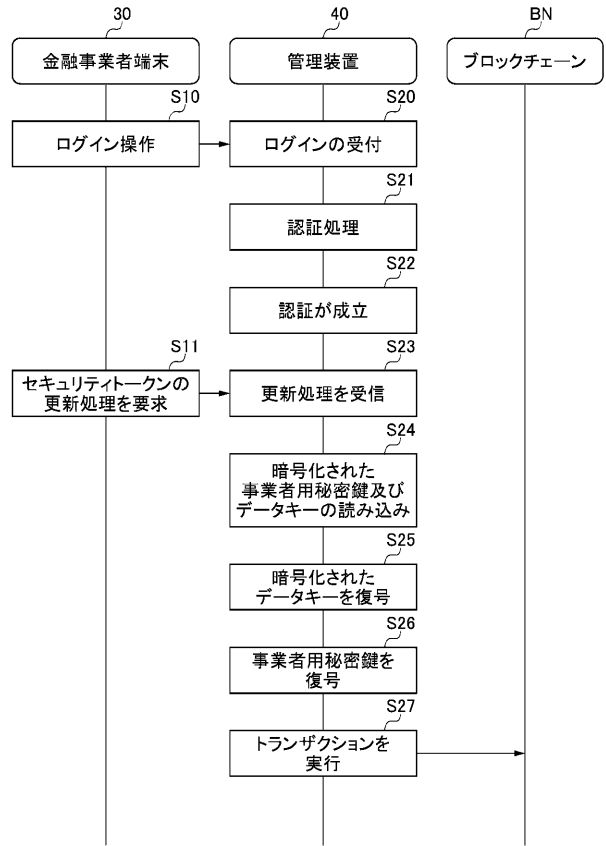 30
40
BN
金融事業者端末
管理装置
ブロックチェーン
S10
S20
ログイン操作
ログインの受付
S21
認証処理
S22
認証が成立
S11
S23
セキュリティトークンの
更新処理を要求
更新処理を受信
S24
暗号化された
事業者用秘密鍵及び
データキーの読み込み
S25
暗号化された
データキーを復号
S26
事業者用秘密鍵を
復号
S27
トランザクションを
実行